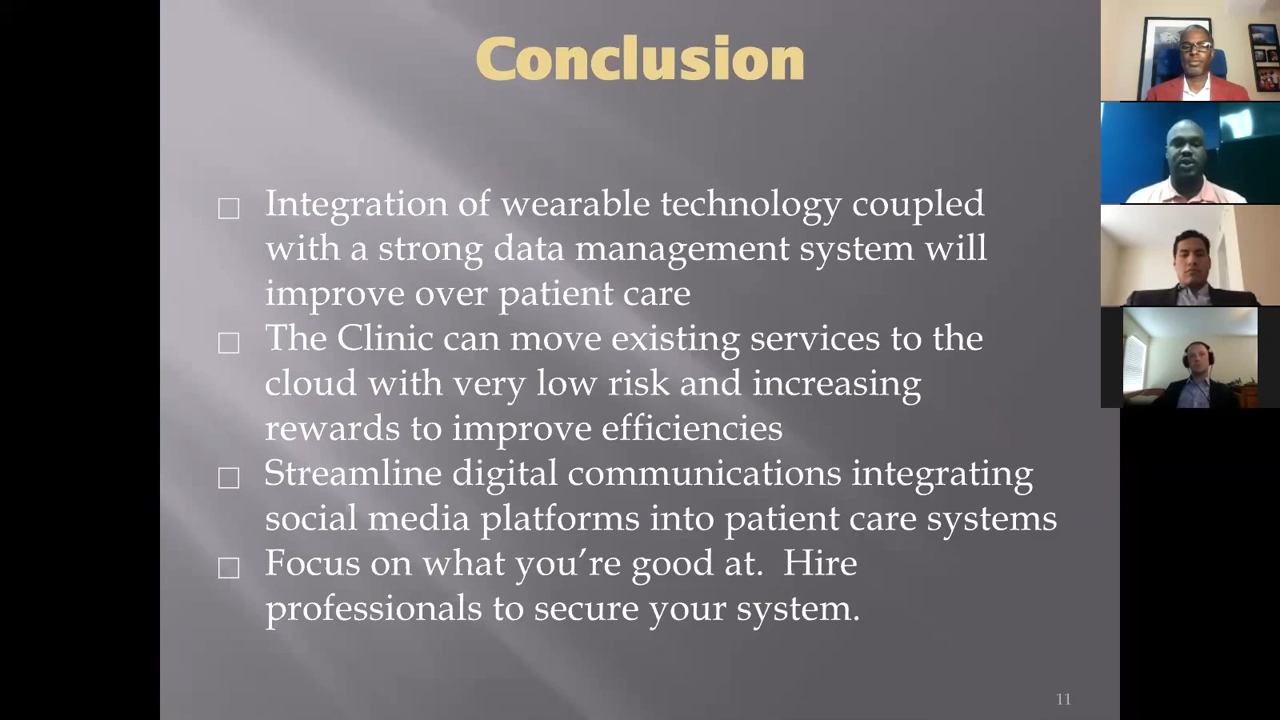 Conclusion
□ Integration of wearable technology coupled
with a strong data management system will
improve over patient care
□ The Clinic can move existing services to the
cloud with very low risk and increasing
rewards to improve efficiencies
□ Streamline digital communications integrating
social media platforms into patient care systems
□ Focus on what you’re good at.  Hire
professionals to secure your system.
11